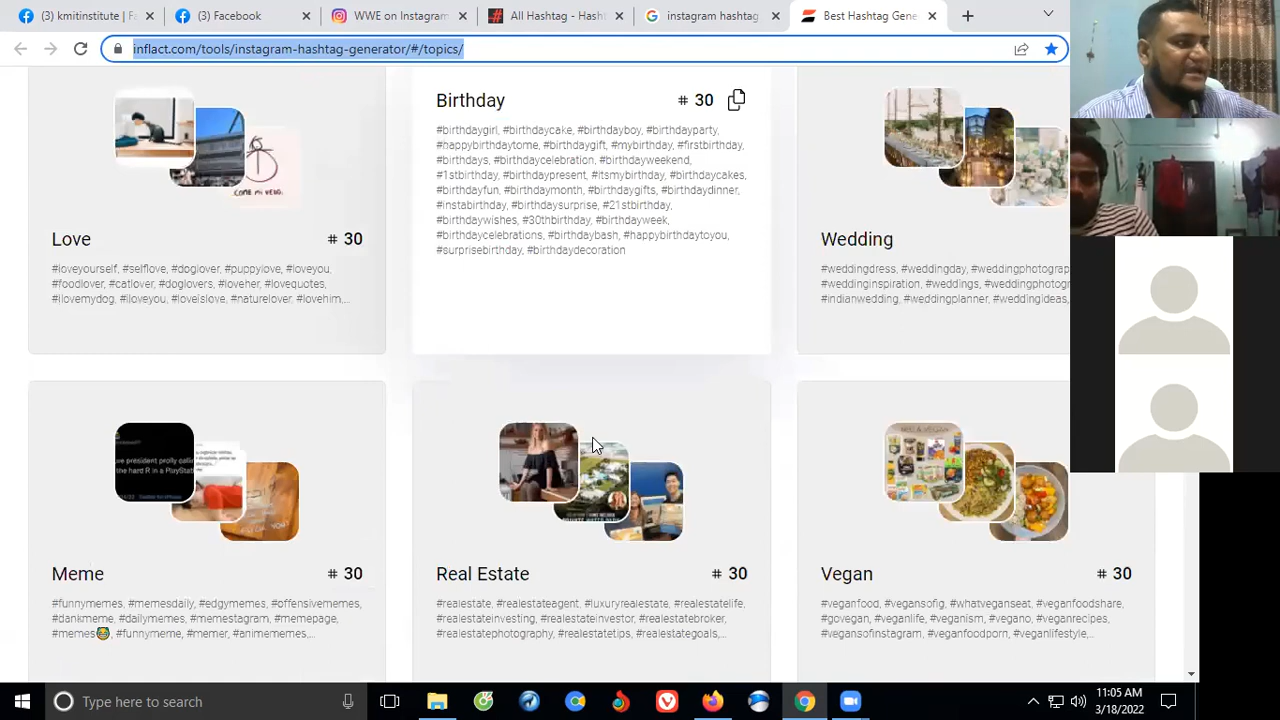 (3) kmitinstitute | Fa
(3) Facebook
WWE on Instagram
All Hashtag - Hasht
instagram hashtag
Best Hashtag Gene
inflact.com/tools/instagram-hashtag-generator/#/topics/
Love
# 30
#loveyourself, #selflove, #doglover, #puppylove, #loveyou,
#foodlover, #catlover, #doglovers, #loveher, #lovequotes,
#ilovemydog, #iloveyou, #loveislove, #naturelover, #lovehim,...
Birthday
# 30
#birthdaygirl, #birthdaycake, #birthdayboy, #birthdayparty,
#happybirthdaytome, #birthdaygift, #mybirthday, #firstbirthday,
#birthdays, #birthdaycelebration, #birthdayweekend,
#1stbirthday, #birthdaypresent, #itsmybirthday, #birthdaycakes,
#birthdayfun, #birthdaymonth, #birthdaygifts, #birthdaydinner,
#instabirthday, #birthdaysurprise, #21stbirthday,
#birthdaywishes, #30thbirthday, #birthdayweek,
#birthdaycelebrations, #birthdaybash, #happybirthdaytoyou,
#surprisebirthday, #birthdaydecoration
Wedding
#weddingdress, #weddingday, #weddingphotograp
#weddinginspiration, #weddings, #weddingphotog
#indianwedding, #weddingplanner, #weddingideas,
Meme
# 30
#funnymemes, #memesdaily, #edgymemes, #offensivememes,
#dankmeme, #dailymemes, #memestagram, #memepage,
#memes😂, #funnymeme, #memer, #animememes,...
Real Estate
# 30
#realestate, #realestateagent, #luxuryrealestate, #realestatelife,
#realestateinvesting, #realestateinvestor, #realestatebroker,
#realestatephotography, #realestatetips, #realestategoals,...
Vegan
# 30
#veganfood, #vegansofig, #whatveganseat, #veganfoodshare,
#govegan, #veganlife, #veganism, #vegano, #veganrecipes,
#vegansofinstagram, #veganfoodporn, #veganlifestyle,...
Type here to search
11:05 AM
3/18/2022